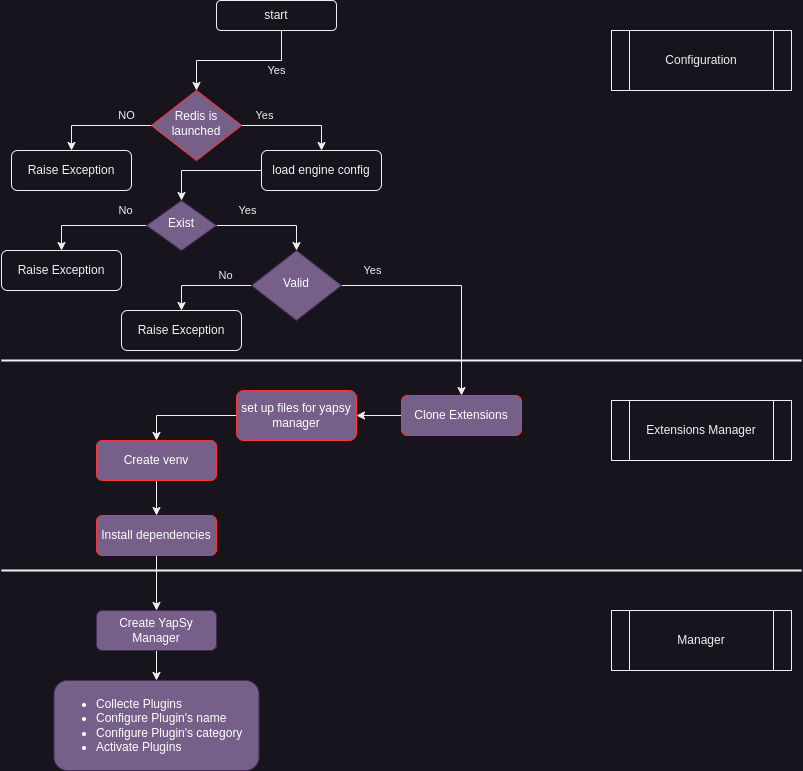 start
Configuration
Yes
Redis is
launched
NO
Yes
Raise Exception
load engine config
Exist
No
Yes
Raise Exception
Valid
No
Yes
Raise Exception
set up files for yapsy
manager
Clone Extensions
Extensions Manager
Create venv
Install dependencies
Create YapSy
Manager
Manager
Collecte Plugins
Configure Plugin's name
Configure Plugin's category
Activate Plugins